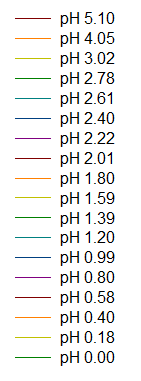 pH 5.10
pH 4.05
pH 3.02
pH 2.78
pH 2.61
pH 2.40
pH 2.22
pH 2.01
pH 1.80
pH 1.59
pH 1.39
pH 1.20
pH 0.99
pH 0.80
pH 0.58
pH 0.40
pH 0.18
pH 0.00